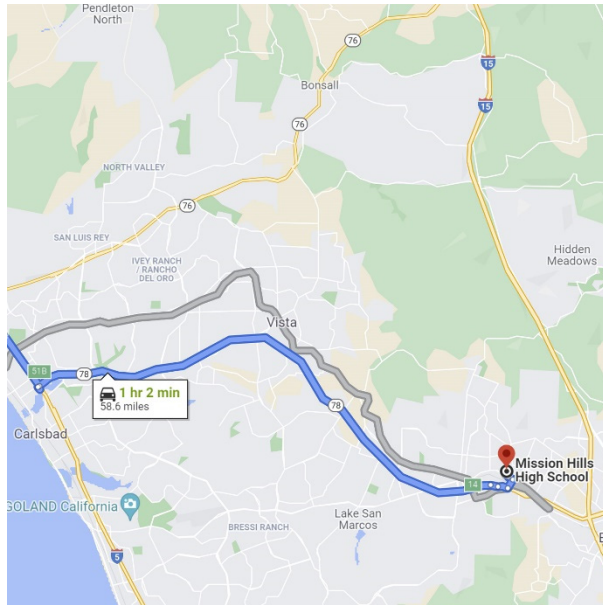 Pendleton
North
76
Bonsall
15
15
76
NORTH VALLEY
76
SAN LUIS REY
IVEY RANCH
/ RANCHO
DEL ORO
Hidden
Meadows
Vista
51B
78
1 hr 2 min
58.6 miles
78
Carlsbad
Mission Hills
High School
14
GOLAND California
Lake San
Marcos
BRESSI RANCH
5
E